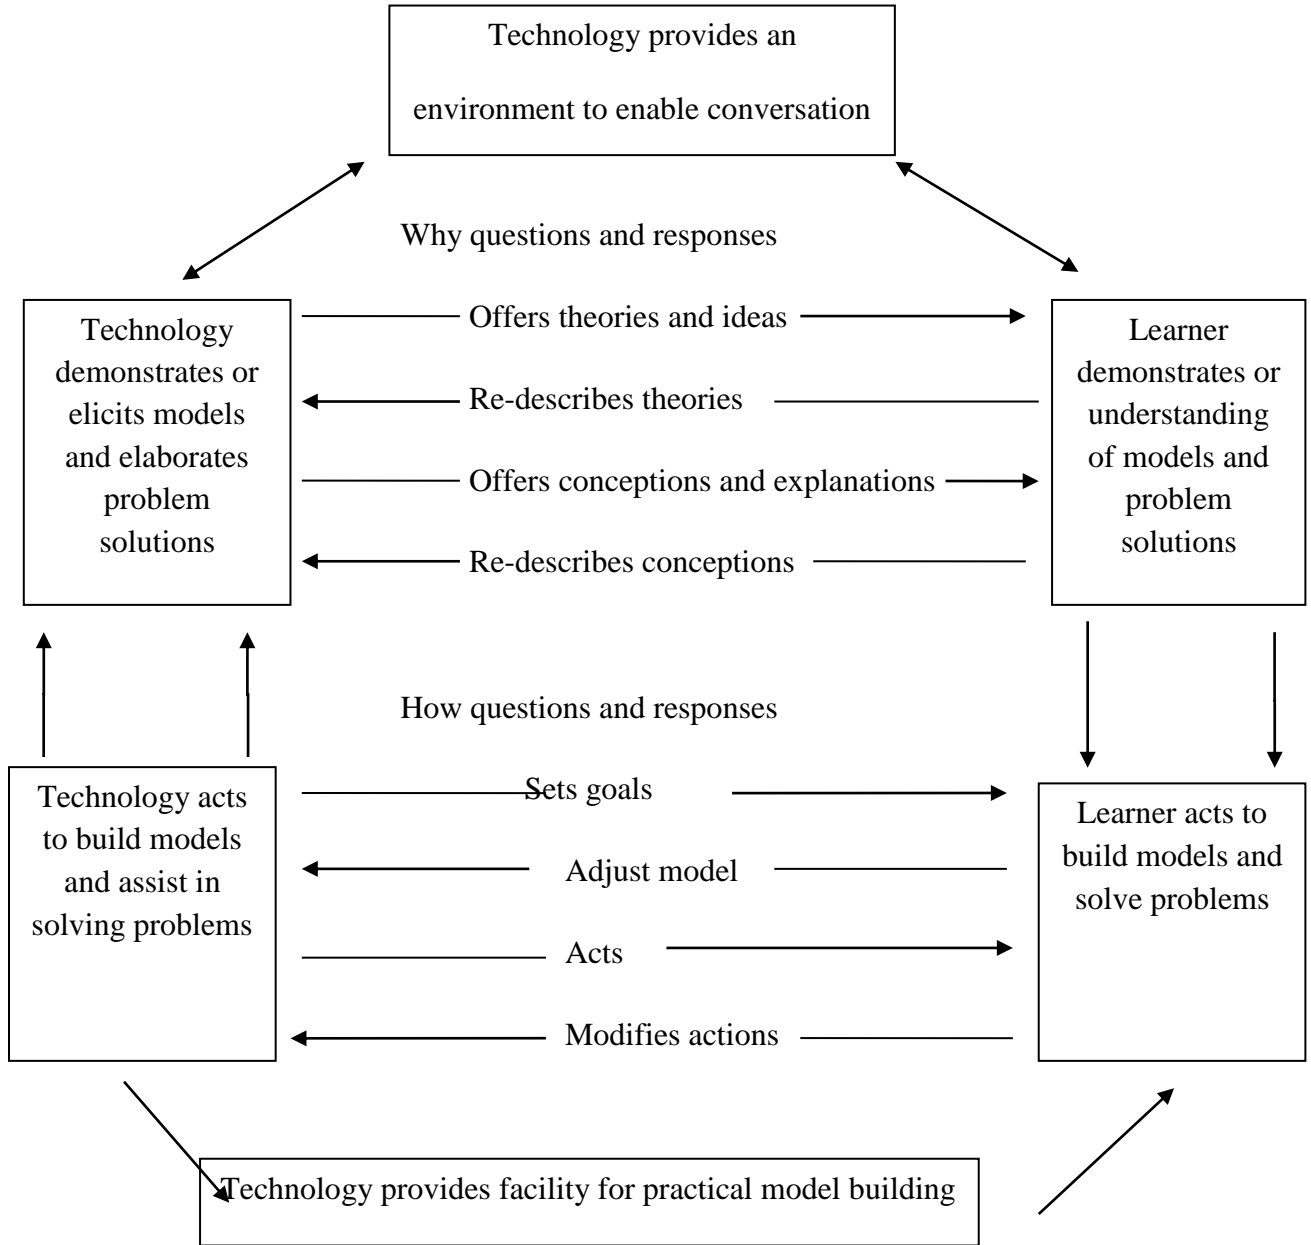 Technology provides an
environment to enable conversation
Why questions and responses
Technology
demonstrates or
elicits models
and elaborates
problem
solutions
Offers theories and ideas
Re-describes theories
Offers conceptions and explanations
Re-describes conceptions
Learner
demonstrates or
understanding
of models and
problem
solutions
How questions and responses
Technology acts
to build models
and assist in
solving problems
Sets goals
Adjust model
Acts
Modifies actions
Learner acts to
build models and
solve problems
Technology provides facility for practical model building